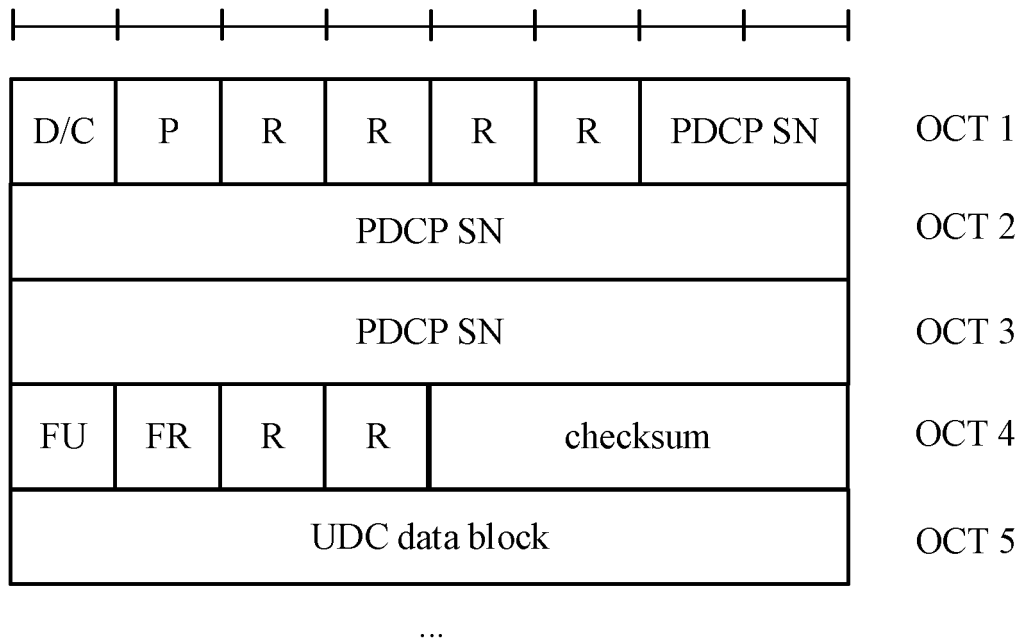 D/C P R R R R PDCP SN OCT 1
PDCP SN OCT 2
PDCP SN OCT 3
FU FR R R checksum OCT 4
UDC data block OCT 5
...